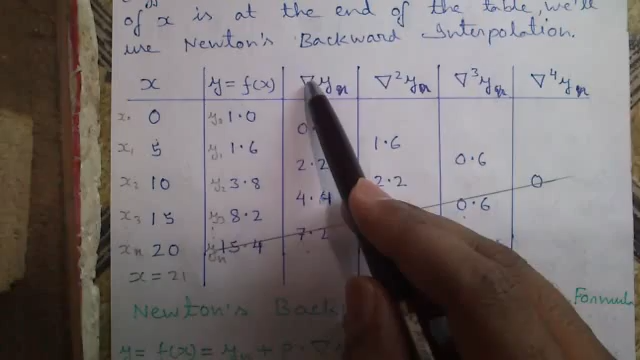 of x is at the end of the table, we'll
use Newton's Backward Interpolation.
x y = f(x) ∇yₙ ∇²yₙ ∇³yₙ ∇⁴yₙ
x₀ 0 y₀ 1.0
x₁ 5 y₁ 1.6 1.6
2.2 0.6
x₂ 10 y₂ 3.8 2.2 0
4.4 0.6
x₃ 15 y₃ 8.2
7.2
xₙ 20 yₙ 15.4
x = 21
Newton's Formula
y = f(x) = yₙ + P.